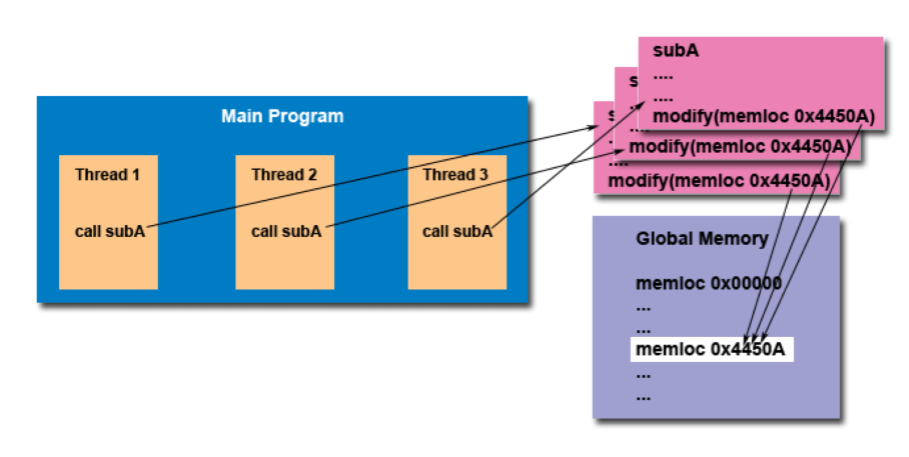 Main Program
Thread 1
call subA
Thread 2
call subA
Thread 3
call subA
subA
....
....
modify(memloc 0x4450A)
s
modify(memloc 0x4450A)
s
....
modify(memloc 0x4450A)
Global Memory
memloc 0x00000
...
...
memloc 0x4450A
...
...